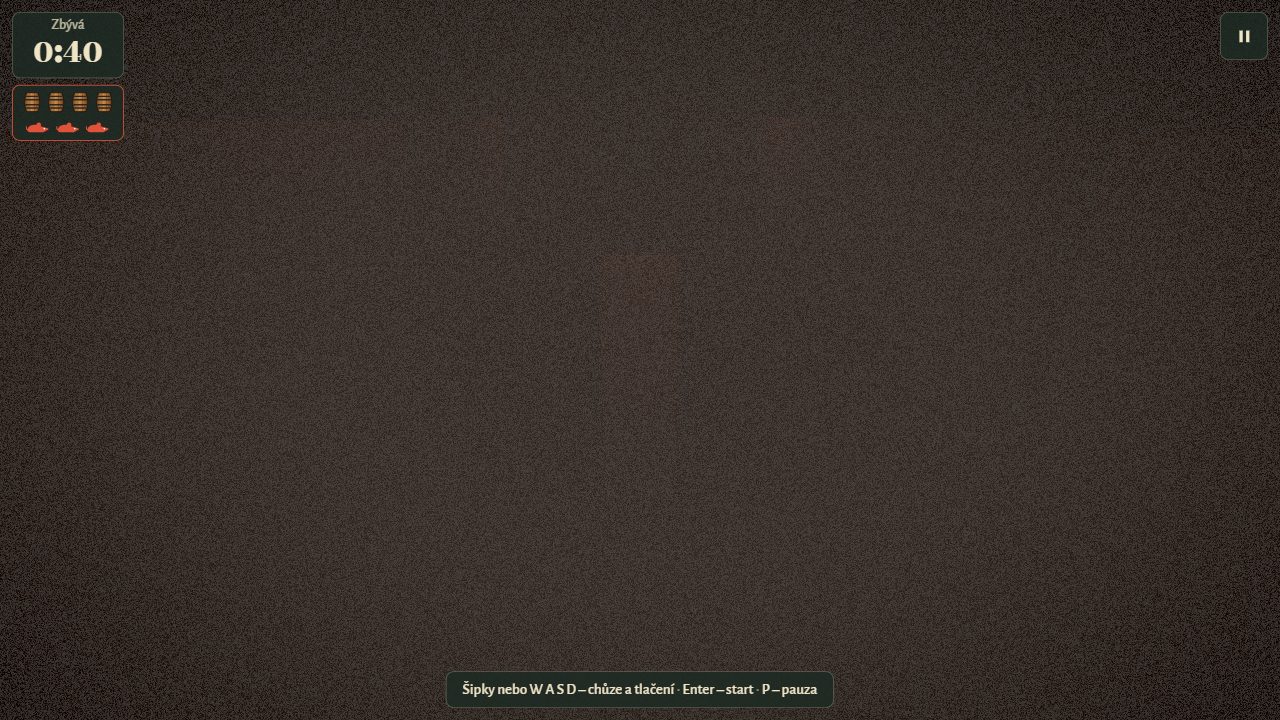 Zbývá
0:40
Šipky nebo W A S D – chůze a tlačení · Enter – start · P – pauza